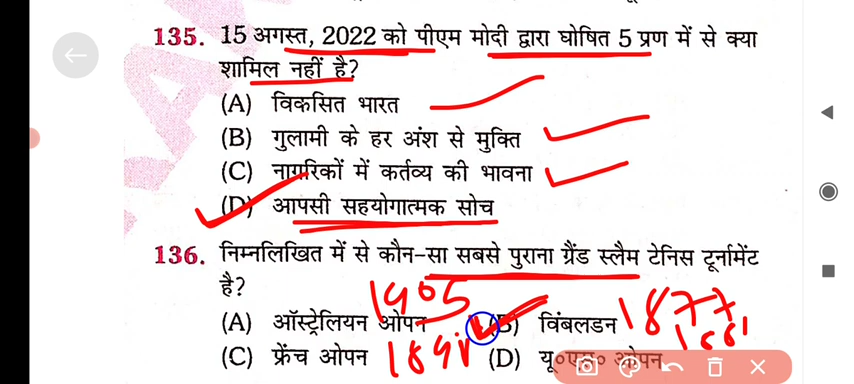 135. 15 अगस्त, 2022 को पीएम मोदी द्वारा घोषित 5 प्रण में से क्या
शामिल नहीं है?
(A) विकसित भारत
(B) गुलामी के हर अंश से मुक्ति
(C) नागरिकों में कर्तव्य की भावना
(D) आपसी सहयोगात्मक सोच
136. निम्नलिखित में से कौन-सा सबसे पुराना ग्रैंड स्लैम टेनिस टूर्नामेंट
है?
1905
(A) ऑस्ट्रेलियन ओपन (B) विंबलडन 1877
1881
(C) फ्रेंच ओपन (D) यू०एस० ओपन